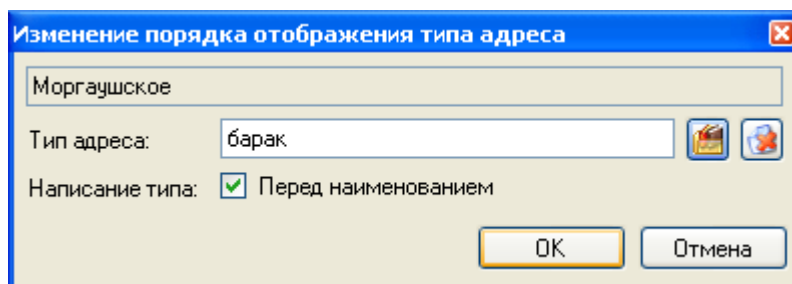 Изменение порядка отображения типа адреса
Моргаушское
Тип адреса: барак
Написание типа: Перед наименованием
OK Отмена